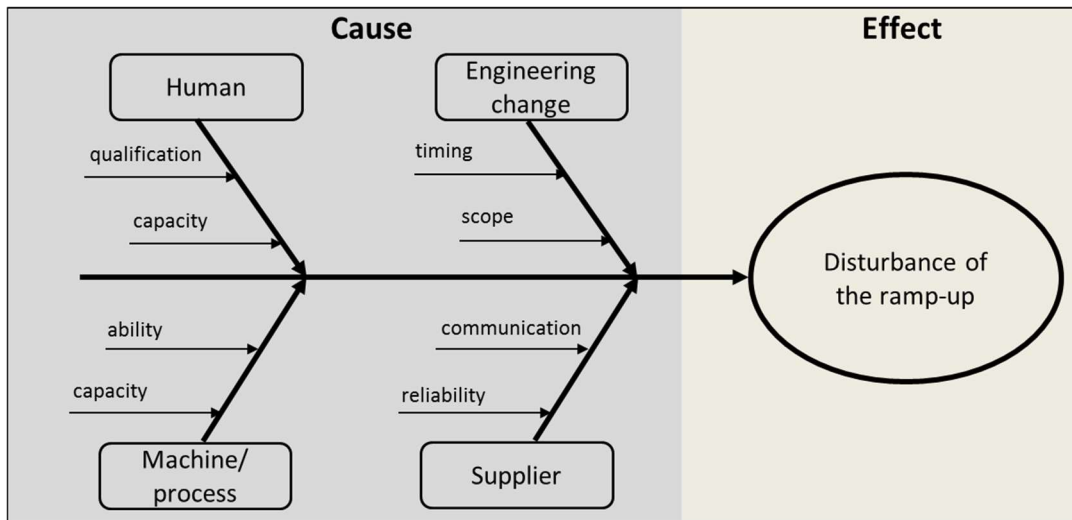 Cause
Effect
Human
Engineering
change
qualification
timing
capacity
scope
Disturbance of
the ramp-up
ability
communication
capacity
reliability
Machine/
process
Supplier